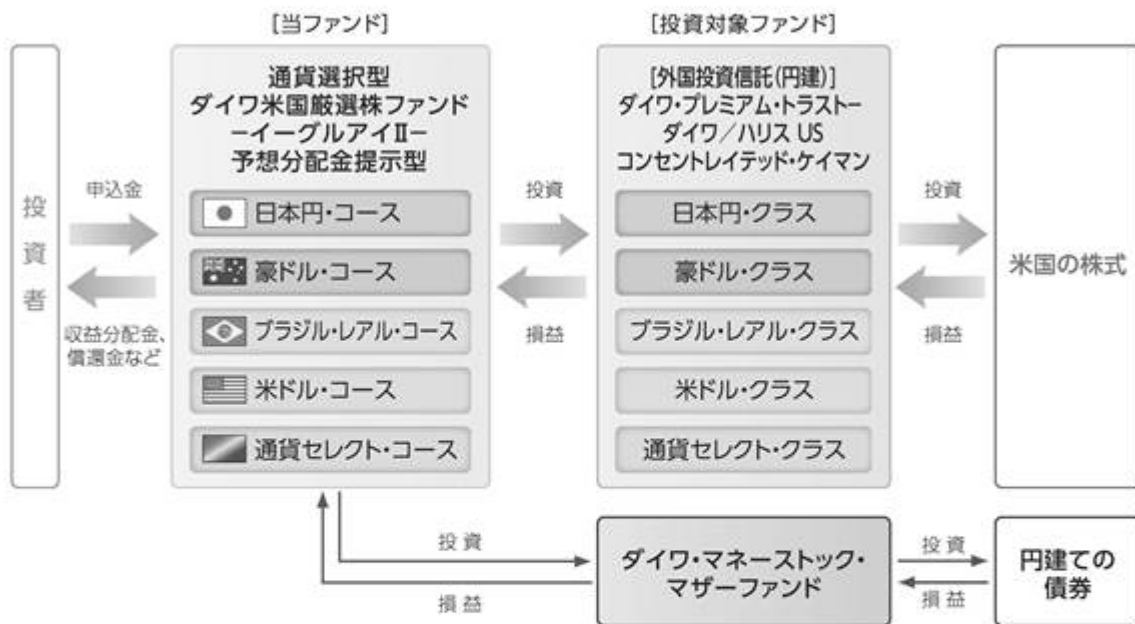 [当ファンド]
[投資対象ファンド]
投資者
申込金
収益分配金、
償還金など
通貨選択型
ダイワ米国厳選株ファンド
－イーグルアイⅡ－
予想分配金提示型
日本円・コース
豪ドル・コース
ブラジル・レアル・コース
米ドル・コース
通貨セレクト・コース
投資
損益
[外国投資信託(円建)]
ダイワ・プレミアム・トラスト－
ダイワ／ハリス US
コンセントレイテッド・ケイマン
日本円・クラス
豪ドル・クラス
ブラジル・レアル・クラス
米ドル・クラス
通貨セレクト・クラス
投資
損益
米国の株式
投資
損益
ダイワ・マネーストック・
マザーファンド
投資
損益
円建ての
債券